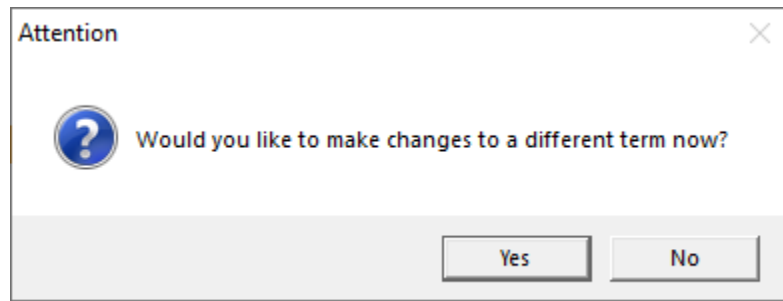 Attention
Would you like to make changes to a different term now?
Yes
No